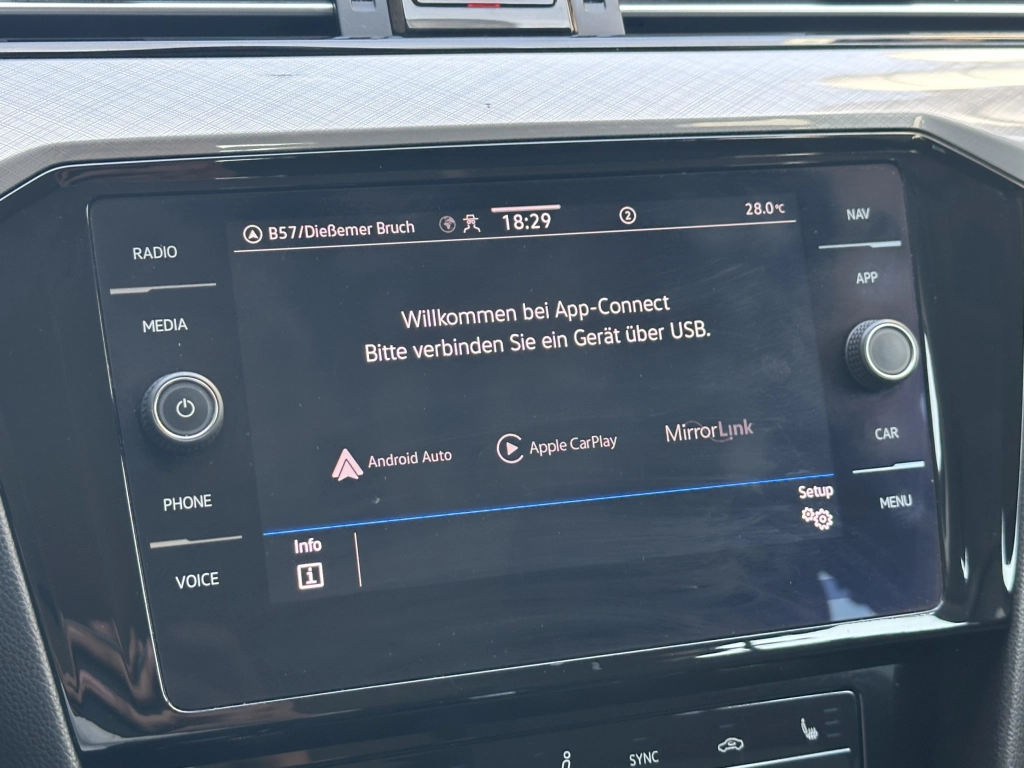 B57/Dießemer Bruch 18:29 2 28.0°C
RADIO
MEDIA
PHONE
VOICE
Willkommen bei App-Connect
Bitte verbinden Sie ein Gerät über USB.
Android Auto
Apple CarPlay
MirrorLink
Info
Setup
NAV
APP
CAR
MENU
SYNC